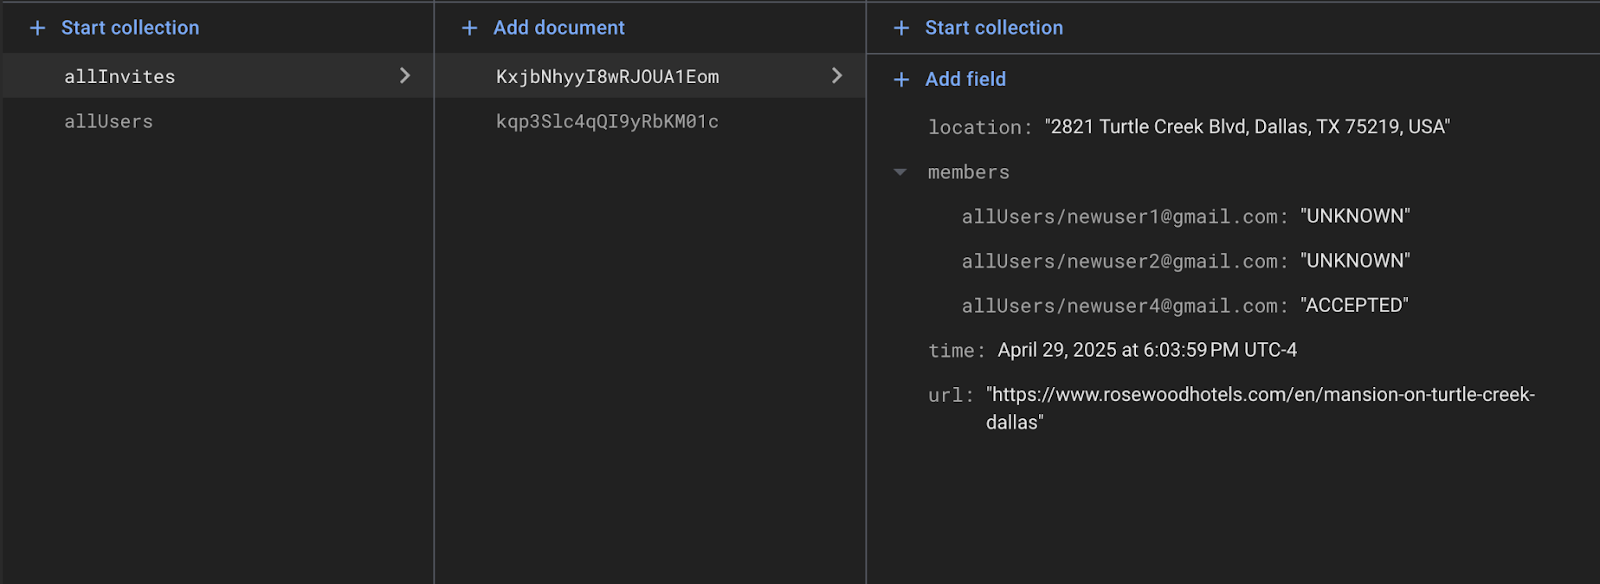 + Start collection
allInvites
allUsers
+ Add document
KxjbNhyyI8wRJOUA1Eom
kqp3Slc4qQI9yRbKM01c
+ Start collection
+ Add field
location: "2821 Turtle Creek Blvd, Dallas, TX 75219, USA"
members
allUsers/newuser1@gmail.com: "UNKNOWN"
allUsers/newuser2@gmail.com: "UNKNOWN"
allUsers/newuser4@gmail.com: "ACCEPTED"
time: April 29, 2025 at 6:03:59 PM UTC-4
url: "https://www.rosewoodhotels.com/en/mansion-on-turtle-creek-
dallas"